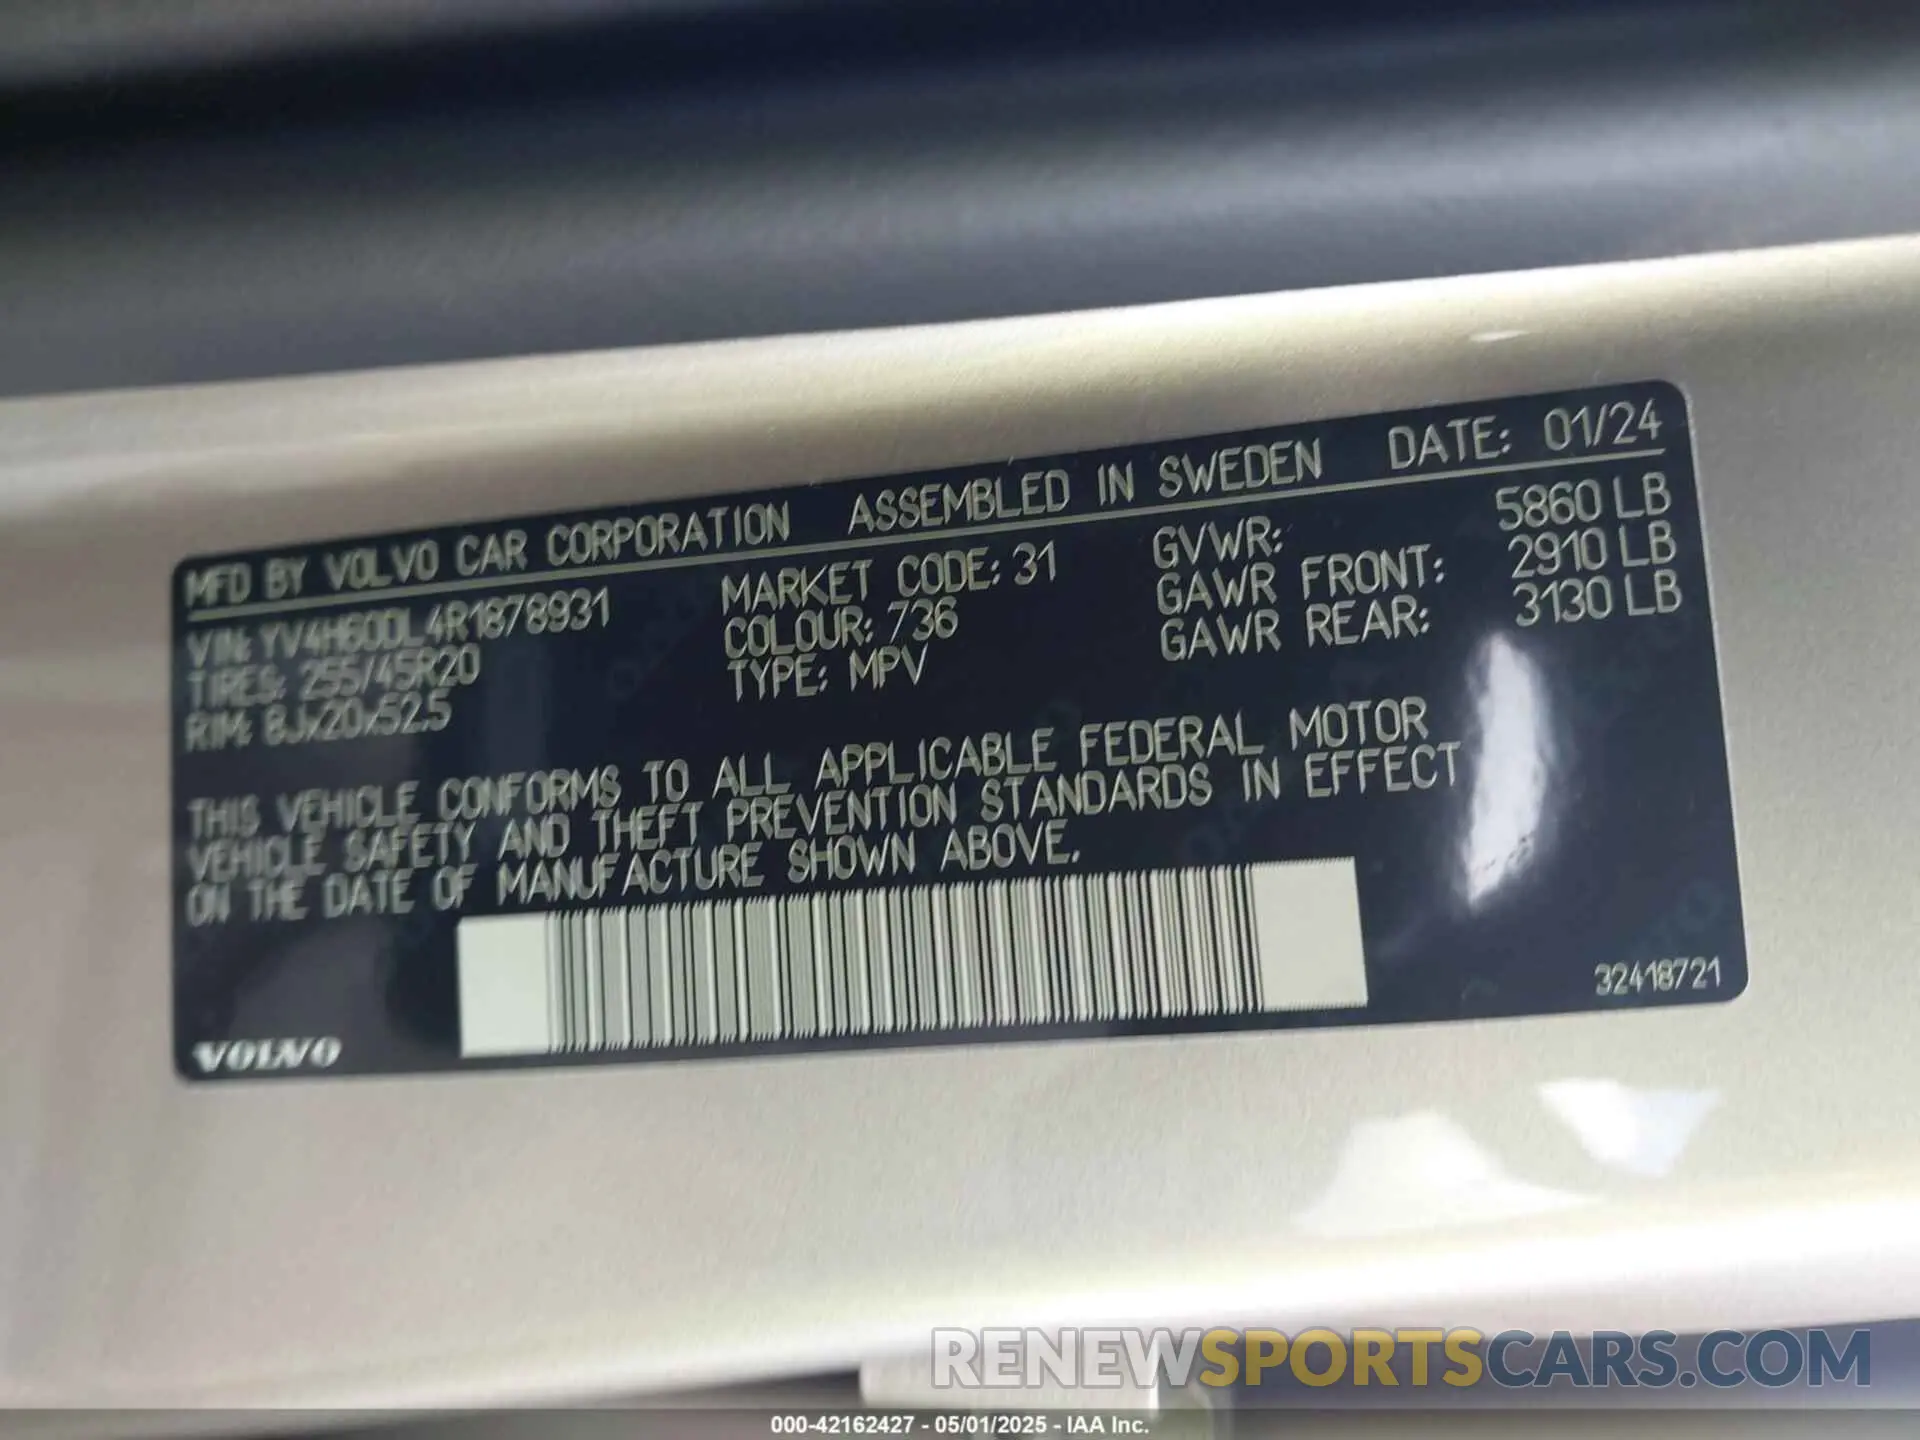 MFD BY VOLVO CAR CORPORATION ASSEMBLED IN SWEDEN DATE: 01/24
VIN: YV4H60DL4R1878931 MARKET CODE: 31 GVWR: 5860 LB
TIRES: 255/45R20 COLOUR: 736 GAWR FRONT: 2910 LB
RIM: 8Jx20x52.5 TYPE: MPV GAWR REAR: 3130 LB
THIS VEHICLE CONFORMS TO ALL APPLICABLE FEDERAL MOTOR
VEHICLE SAFETY AND THEFT PREVENTION STANDARDS IN EFFECT
ON THE DATE OF MANUFACTURE SHOWN ABOVE.
32418721
VOLVO
RENEWSPORTSCARS.COM
000-42162427 - 05/01/2025 - IAA Inc.